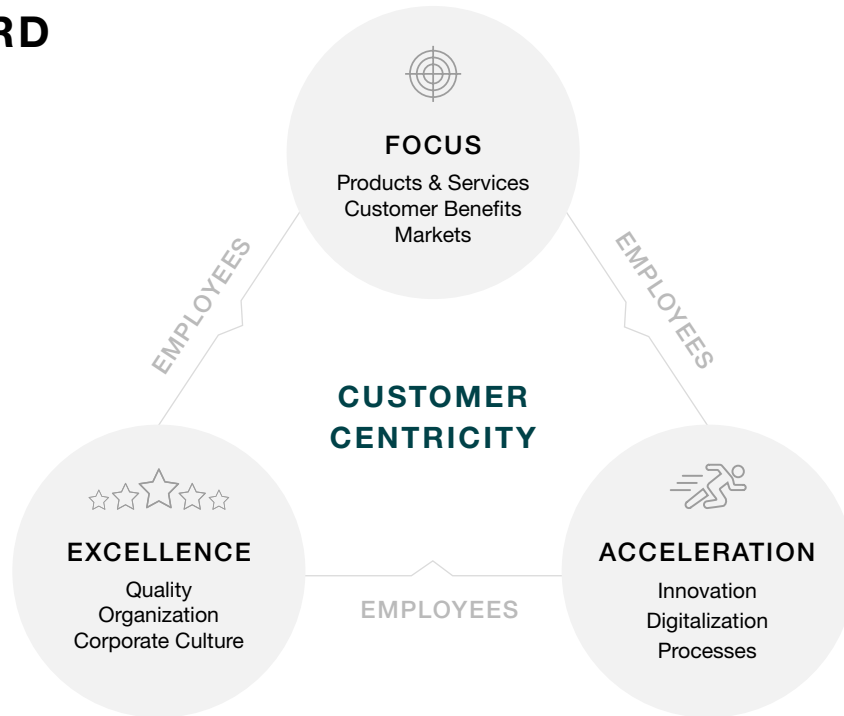 RD
FOCUS
Products & Services
Customer Benefits
Markets
EMPLOYEES
EMPLOYEES
CUSTOMER
CENTRICITY
EXCELLENCE
Quality
Organization
Corporate Culture
EMPLOYEES
ACCELERATION
Innovation
Digitalization
Processes